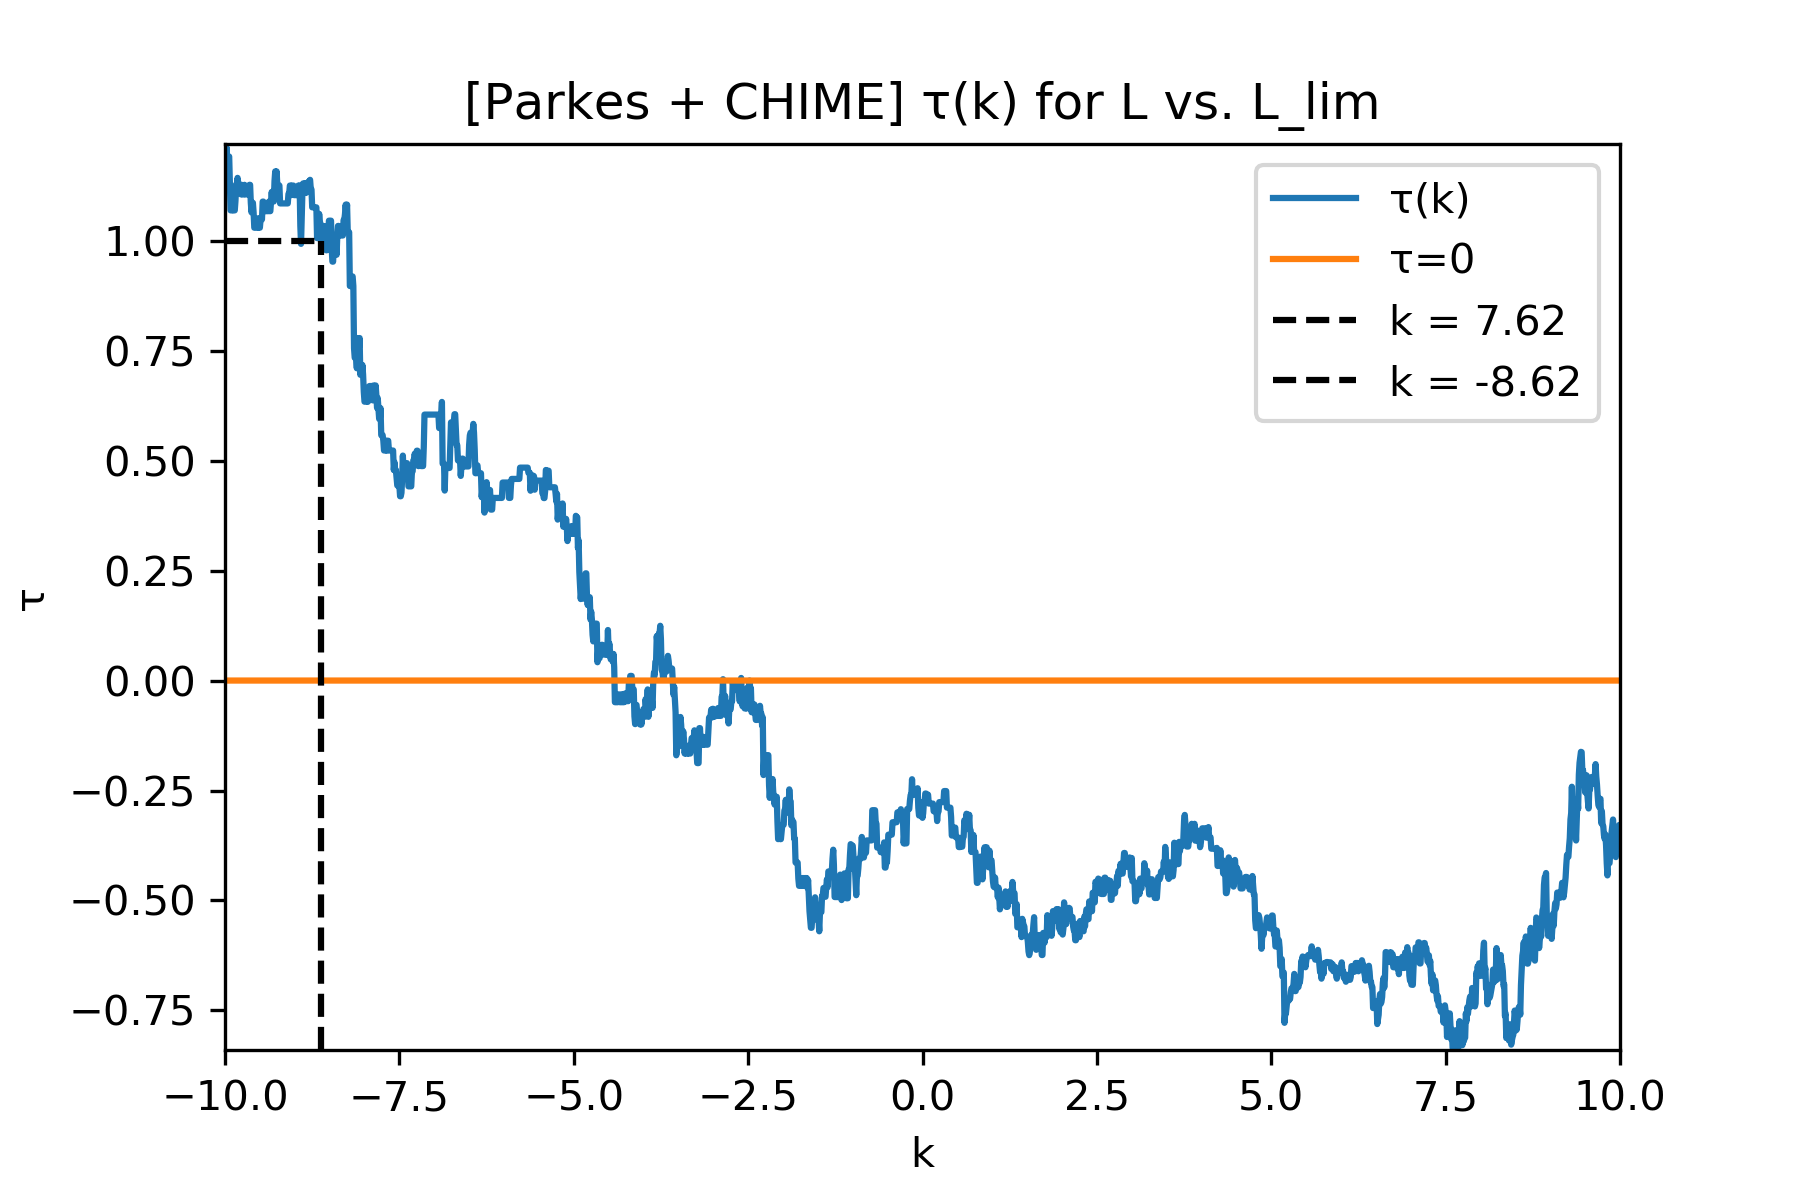 [Parkes + CHIME] τ(k) for L vs. L_lim
τ(k)
τ=0
k = 7.62
k = -8.62
1.00
0.75
0.50
0.25
0.00
−0.25
−0.50
−0.75
τ
−10.0 −7.5 −5.0 −2.5 0.0 2.5 5.0 7.5 10.0
k